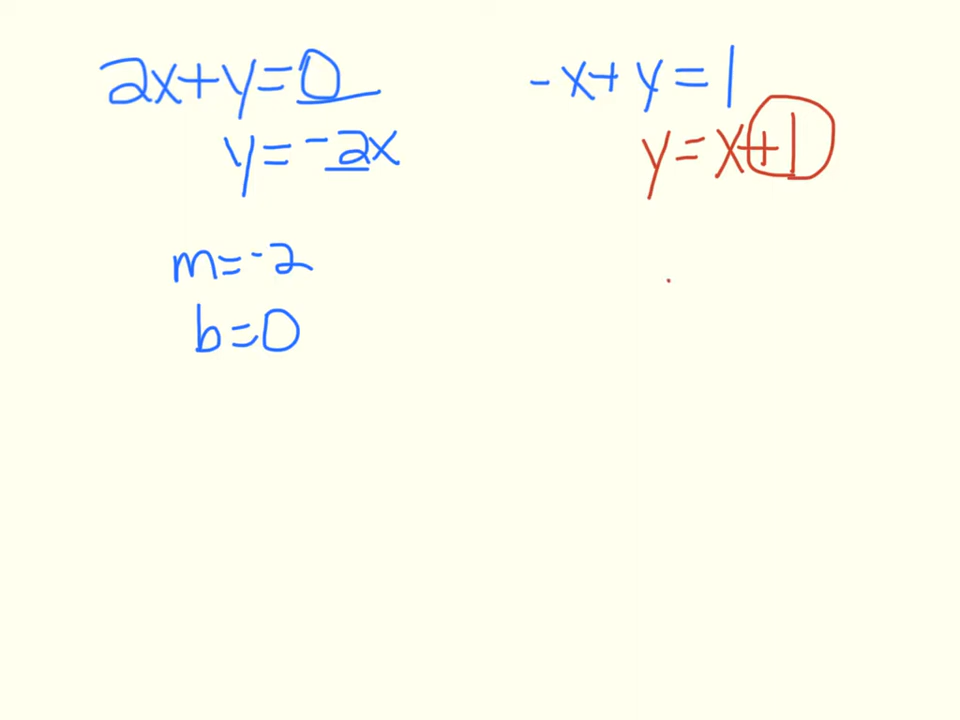 2x+y=0
y=-2x
m=-2
b=0
-x+y=1
y=x+1